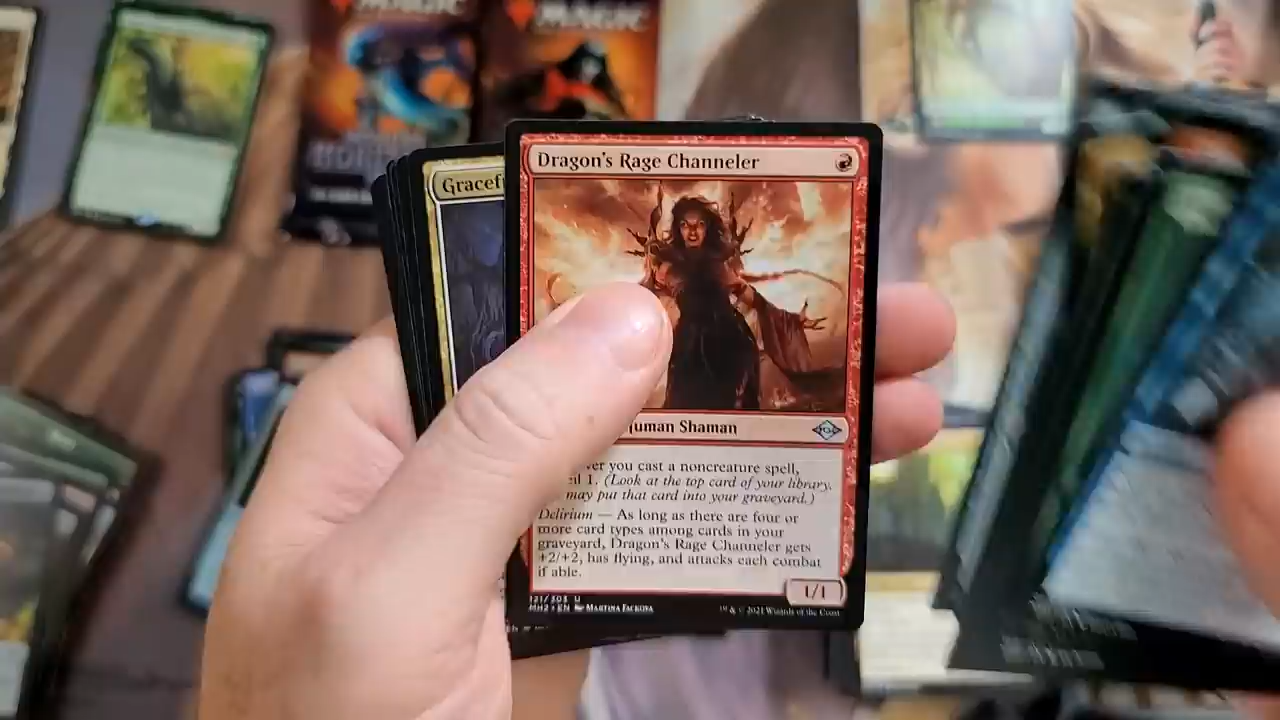 MAGIC
MAGIC
Dragon's Rage Channeler
Gracef
Human Shaman
ver you cast a noncreature spell,
il 1. (Look at the top card of your library.
may put that card into your graveyard.)
Delirium — As long as there are four or
more card types among cards in your
graveyard, Dragon's Rage Channeler gets
+2/+2, has flying, and attacks each combat
if able.
1/1
121/303 U
MH2 • EN Martina Fačková
™ & © 2021 Wizards of the Coast